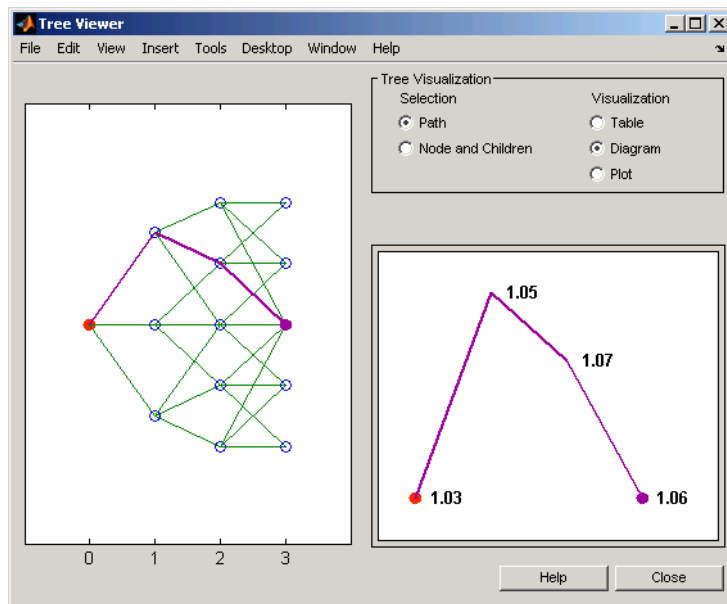 Tree Viewer
File Edit View Insert Tools Desktop Window Help
Tree Visualization
Selection Visualization
Path Table
Node and Children Diagram
Plot
1.05
1.07
1.03 1.06
0 1 2 3
Help Close